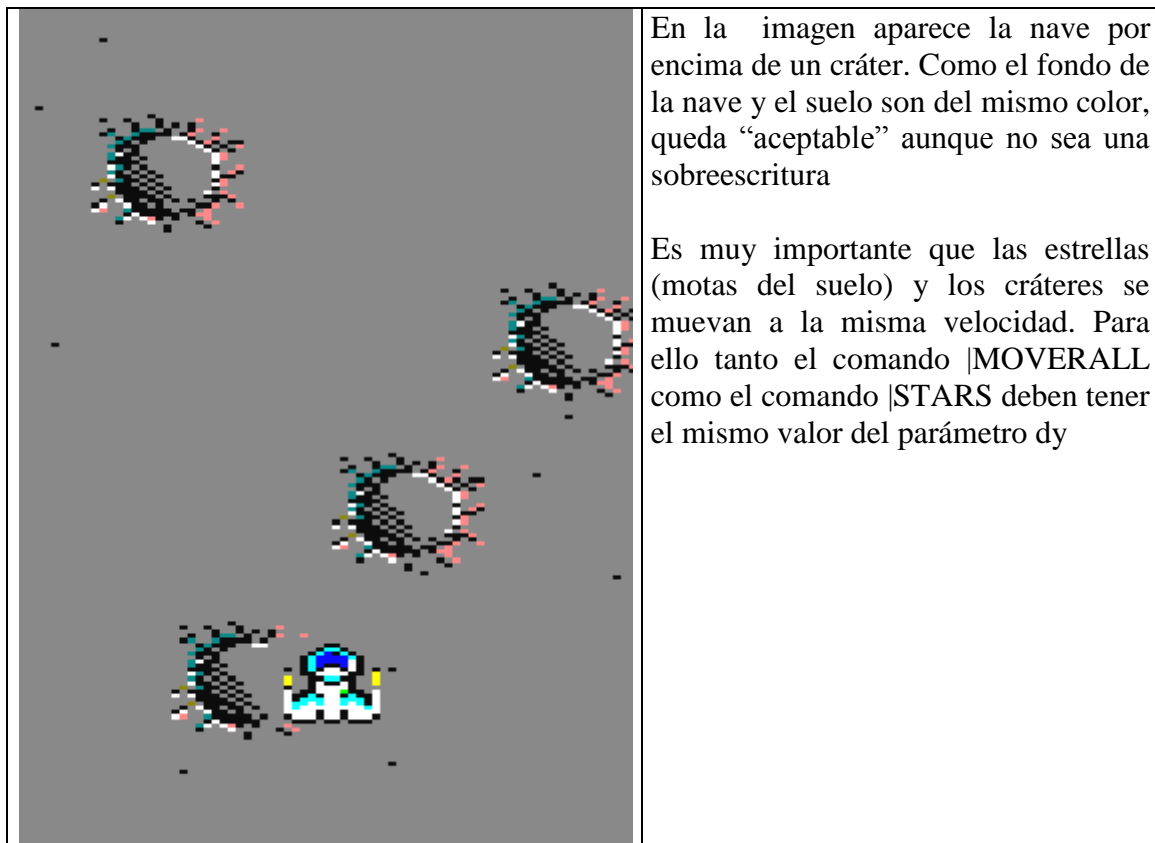 En la imagen aparece la nave por
encima de un cráter. Como el fondo de
la nave y el suelo son del mismo color,
queda “aceptable” aunque no sea una
sobreescritura
Es muy importante que las estrellas
(motas del suelo) y los cráteres se
muevan a la misma velocidad. Para
ello tanto el comando |MOVERALL
como el comando |STARS deben tener
el mismo valor del parámetro dy